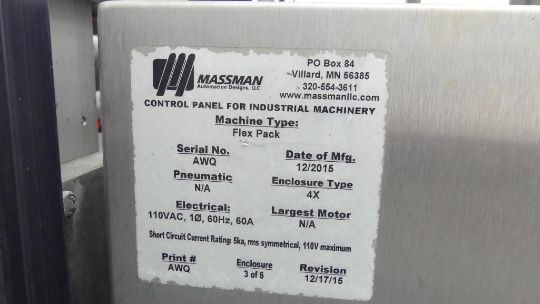 MASSMAN
Automation Designs, LLC
PO Box 84
Villard, MN 56385
320-554-3611
www.massmanllc.com
CONTROL PANEL FOR INDUSTRIAL MACHINERY
Machine Type:
Flex Pack
Serial No.
AWQ
Date of Mfg.
12/2015
Pneumatic
N/A
Enclosure Type
4X
Electrical:
110VAC, 1Ø, 60Hz, 60A
Largest Motor
N/A
Short Circuit Current Rating: 5ka, rms symmetrical, 110V maximum
Print #
AWQ
Enclosure
3 of 6
Revision
12/17/15